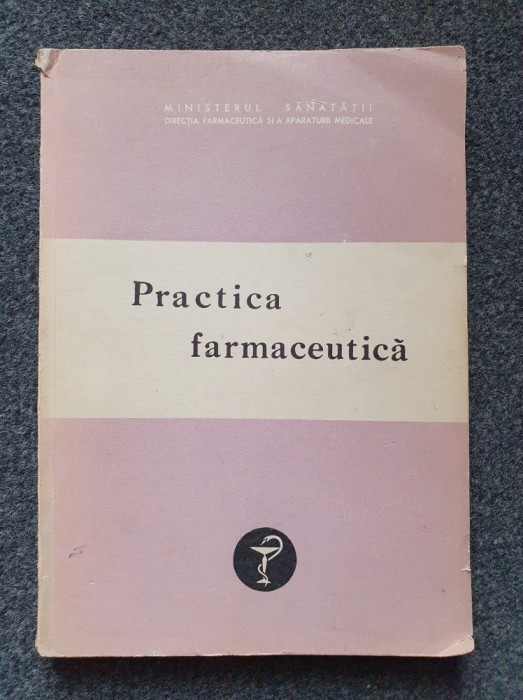 MINISTERUL SĂNĂTĂȚII
DIRECȚIA FARMACEUTICĂ ȘI A APARATURII MEDICALE
Practica
farmaceutică